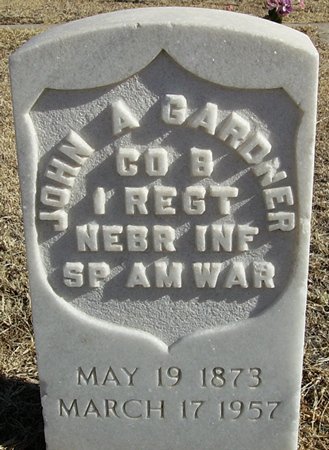 JOHN A GARDNER
CO B
1 REGT
NEBR INF
SP AM WAR
MAY 19 1873
MARCH 17 1957